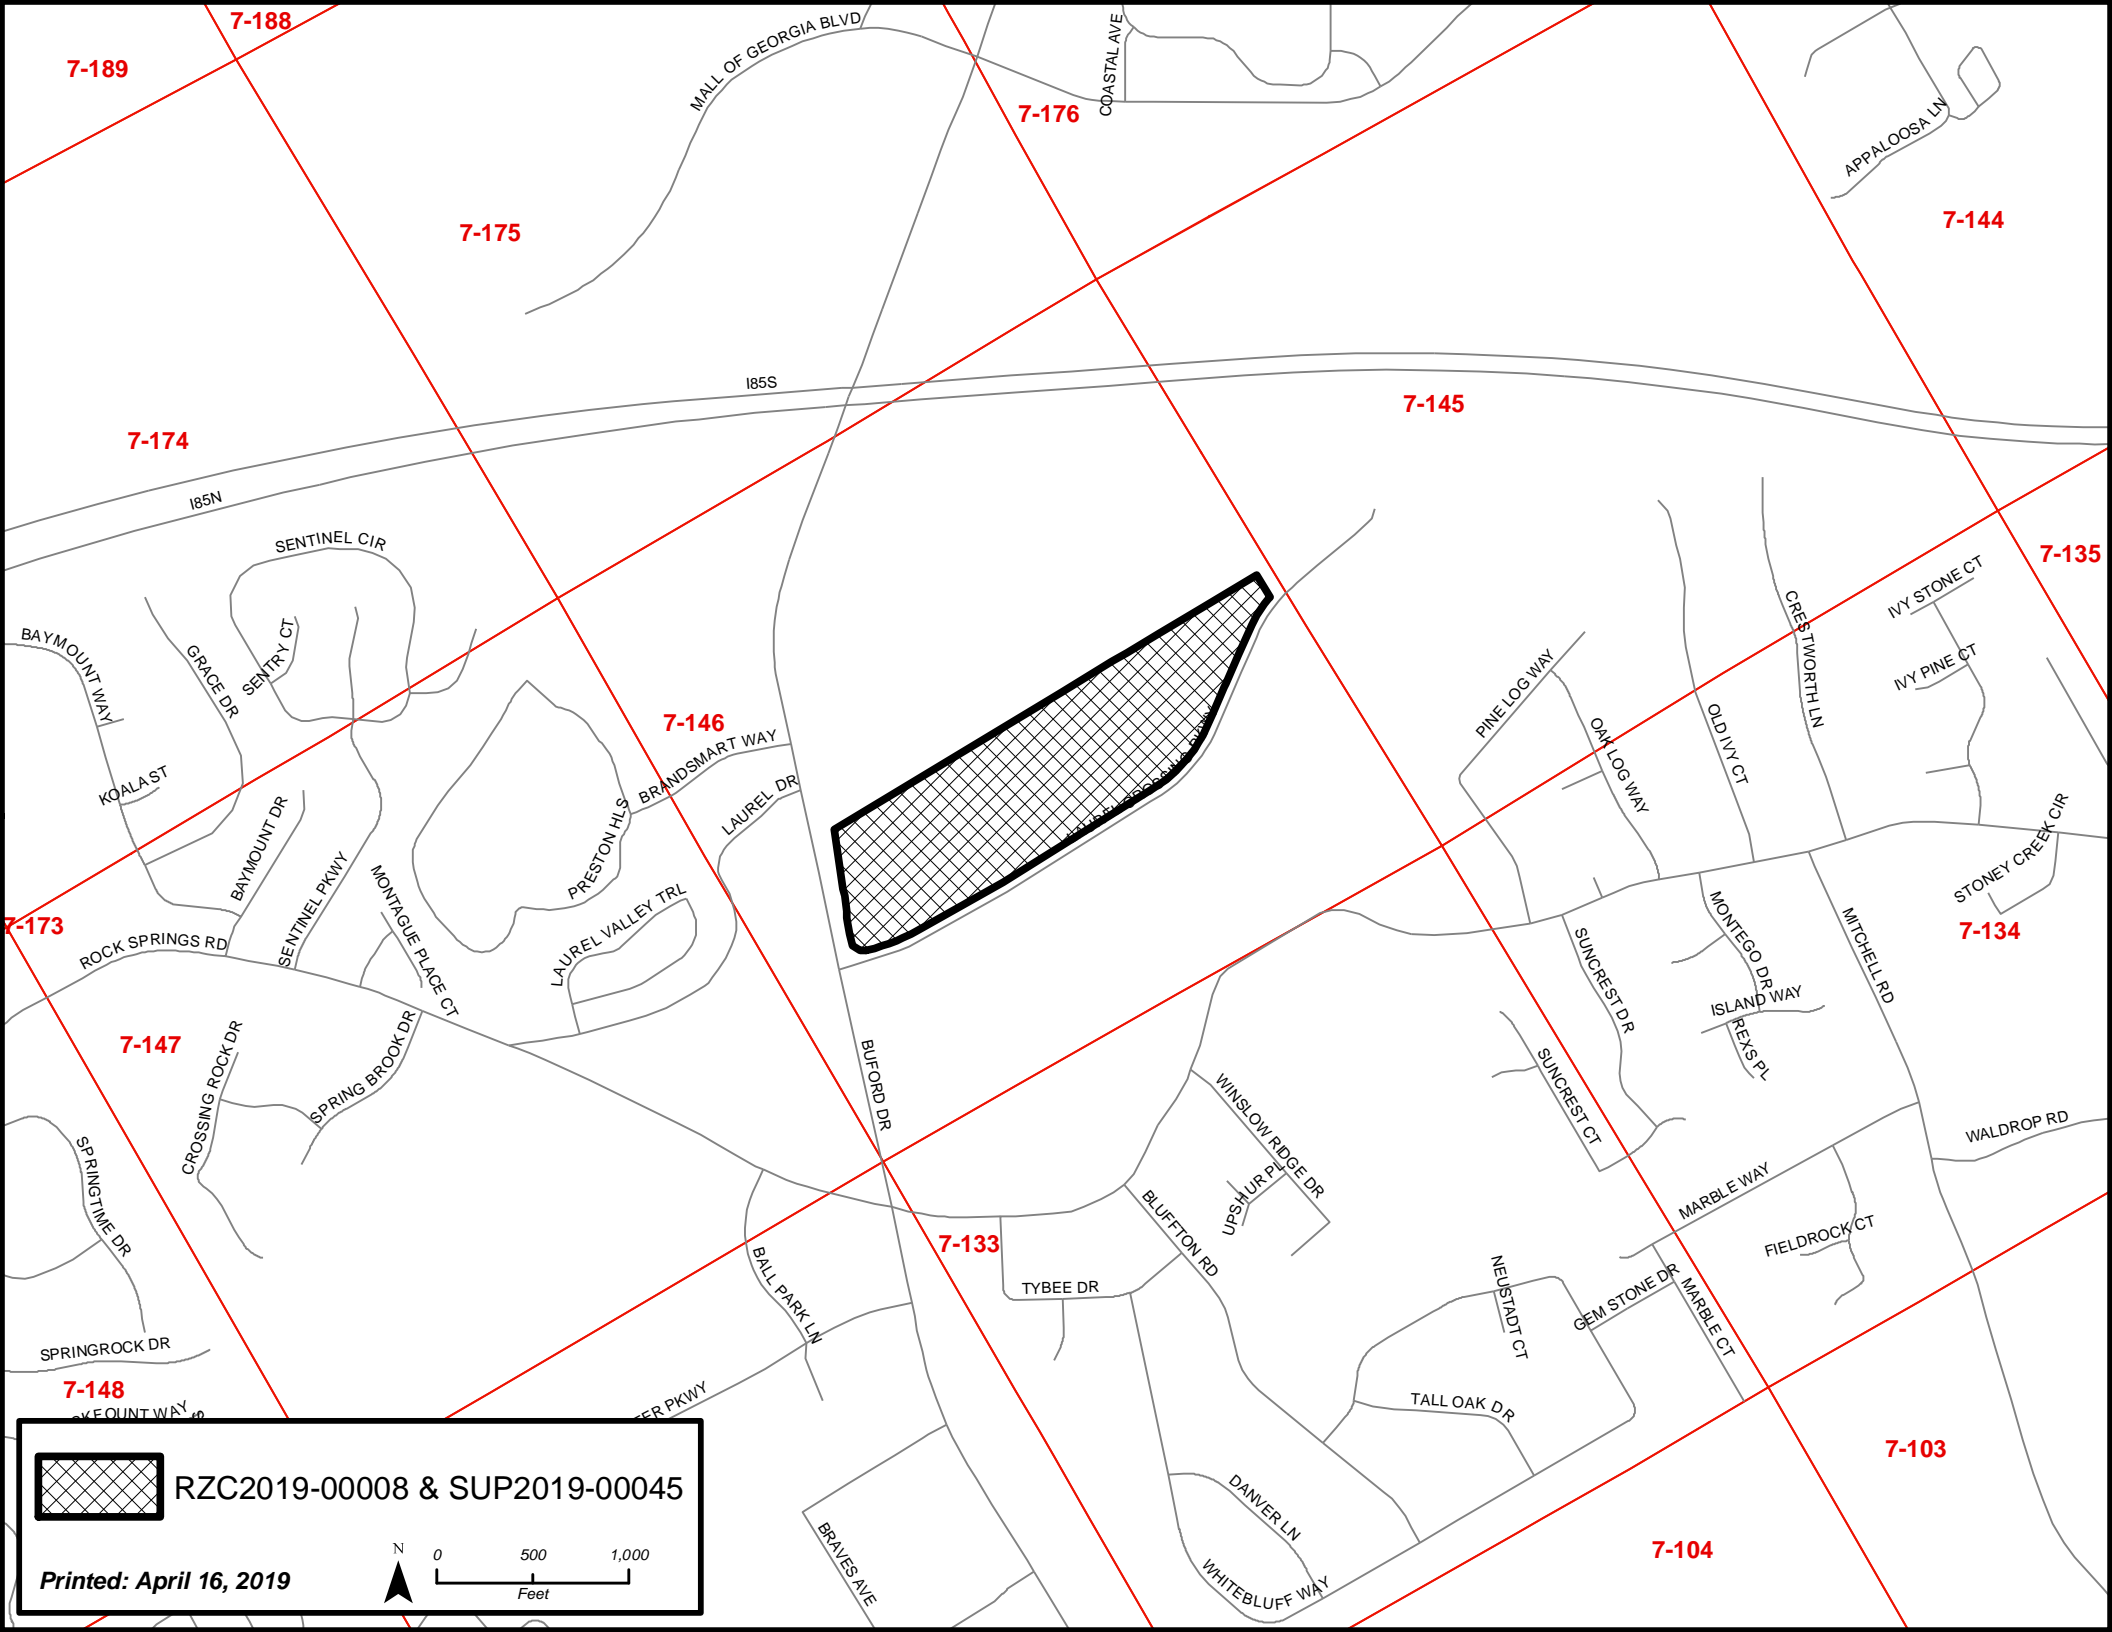 7-188
7-189
MALL OF GEORGIA BLVD
COASTAL AVE
7-176
APPALOOSA LN
7-175
7-144
I85S
7-145
7-174
I85N
SENTINEL CIR
7-135
IVY STONE CT
CRESTWORTH LN
BAYMOUNT WAY
GRACE DR
SENTRY CT
IVY PINE CT
PINE LOG WAY
7-146
BRANDSMART WAY
OAK LOG WAY
OLD IVY CT
LAUREL CROSSING PKWY
KOALA ST
LAUREL DR
BAYMOUNT DR
PRESTON HLS
STONEY CREEK CIR
SENTINEL PKWY
MONTAGUE PLACE CT
LAUREL VALLEY TRL
7-173
ROCK SPRINGS RD
MONTEGO DR
MITCHELL RD
7-134
SUNCREST DR
ISLAND WAY
REXS PL
7-147
CROSSING ROCK DR
SPRING BROOK DR
BUFORD DR
SUNCREST CT
WINSLOW RIDGE DR
UPSHUR PL
WALDROP RD
SPRINGTIME DR
MARBLE WAY
BLUFFTON RD
FIELDROCK CT
7-133
BALL PARK LN
TYBEE DR
NEUSTADT CT
GEM STONE DR
MARBLE CT
SPRINGROCK DR
7-148
OKEFOUNT WAY
S
ER PKWY
TALL OAK DR
7-103
RZC2019-00008 & SUP2019-00045
DANVER LN
BRAVES AVE
7-104
WHITEBLUFF WAY
N
0 500 1,000
Feet
Printed: April 16, 2019